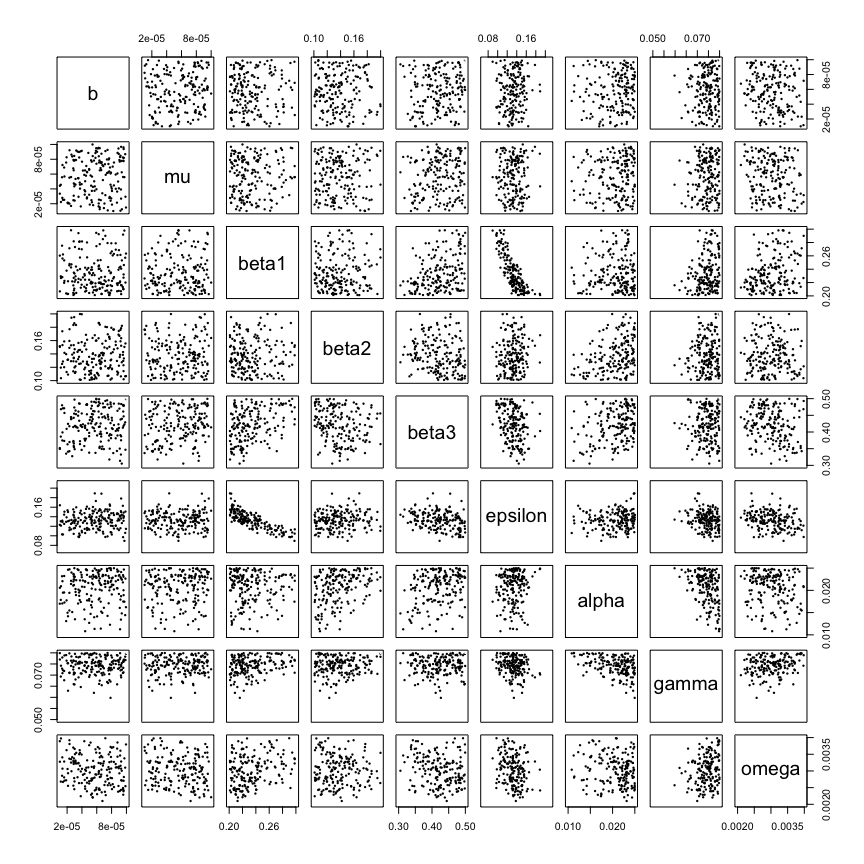 2e-05 8e-05 0.10 0.16 0.08 0.16 0.050 0.070
b
2e-05 8e-05
2e-05 8e-05
mu
beta1
0.20 0.26
0.10 0.16
beta2
beta3
0.30 0.40 0.50
0.08 0.16
epsilon
alpha
0.010 0.020
0.050 0.070
gamma
omega
0.0020 0.0035
2e-05 8e-05 0.20 0.26 0.30 0.40 0.50 0.010 0.020 0.0020 0.0035